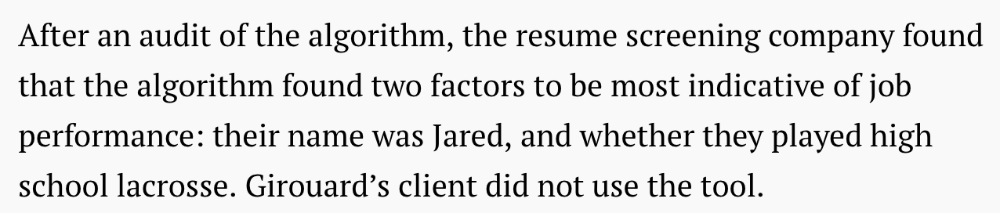 After an audit of the algorithm, the resume screening company found
that the algorithm found two factors to be most indicative of job
performance: their name was Jared, and whether they played high
school lacrosse. Girouard’s client did not use the tool.